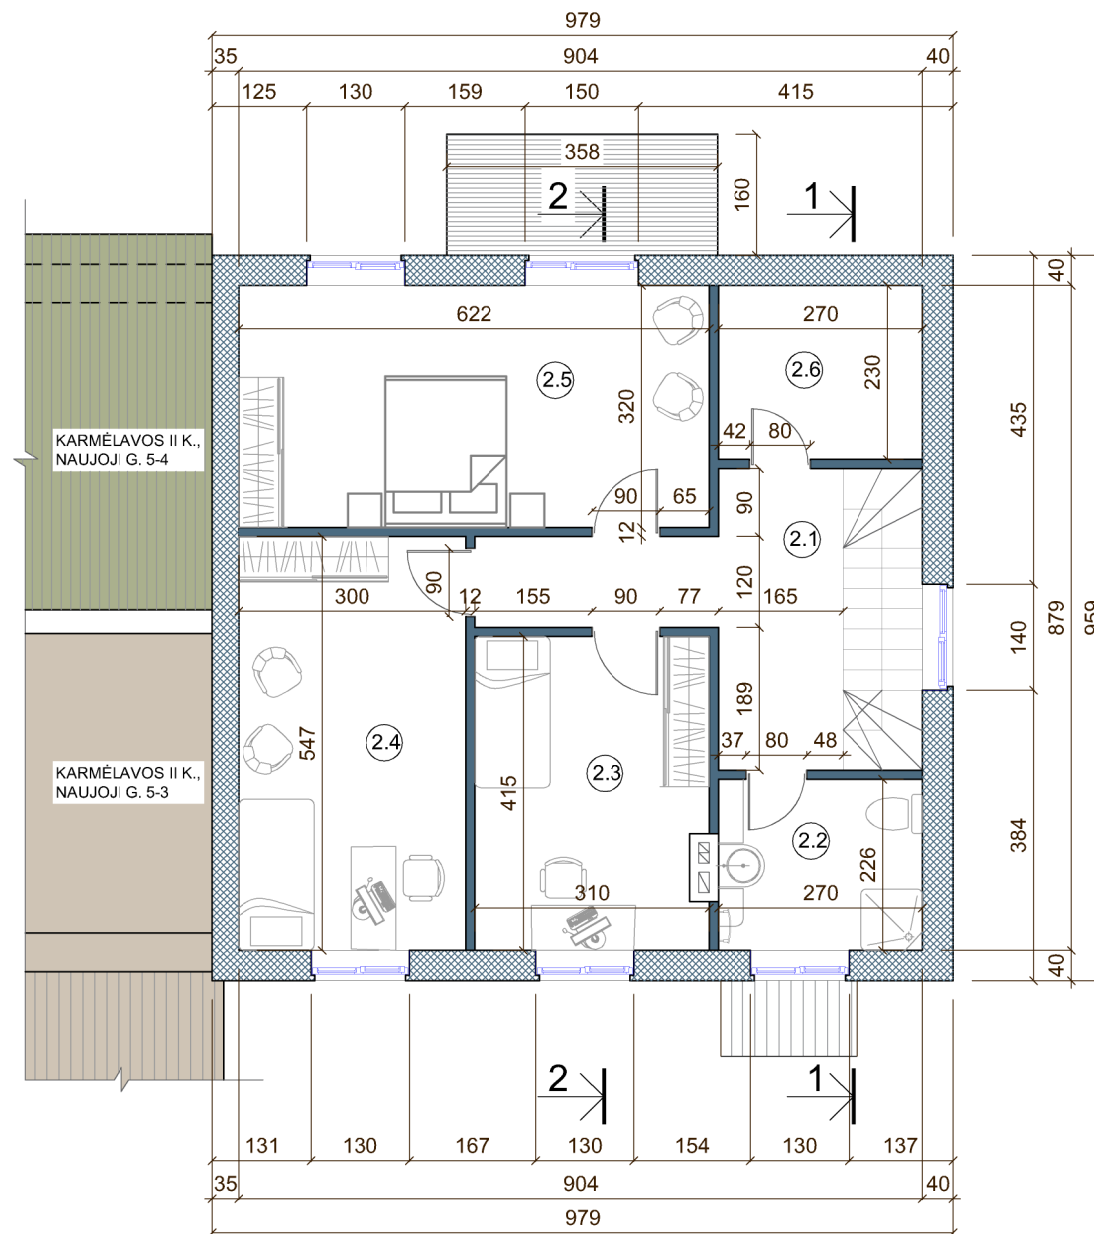 979
35 904 40
125 130 159 150 415
358
160
2 1
40
622 270
2.5 2.6
320 230
435
KARMĖLAVOS II K.,
NAUJOJI G. 5-4
42 80
90 65 90
12
2.1
90 120
300 12 155 90 77 165
140 879 959
189
547 2.4 37 80 48
2.3
KARMĖLAVOS II K.,
NAUJOJI G. 5-3
415
2.2
384
226
310 270
40
2 1
131 130 167 130 154 130 137
35 904 40
979